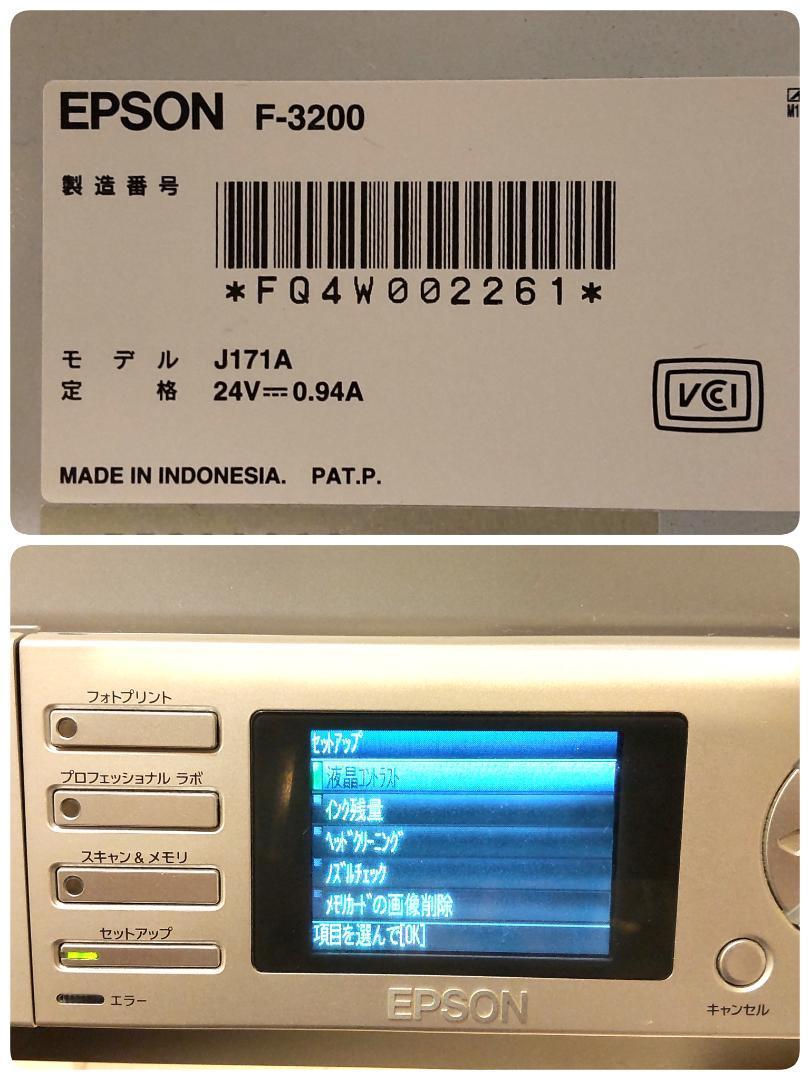 EPSON F-3200
製造番号
*FQ4W002261*
モデル J171A
定格 24V⎓0.94A
VCCI
MADE IN INDONESIA. PAT.P.
フォトプリント
プロフェッショナル ラボ
スキャン&メモリ
セットアップ
エラー
セットアップ
液晶コントラスト
インク残量
ヘッドクリーニング
ノズルチェック
メモリカードの画像削除
項目を選んで[OK]
EPSON
キャンセル